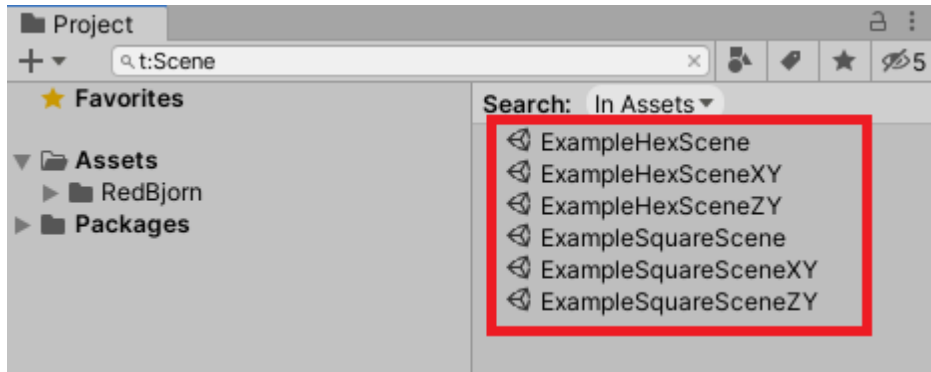 Project
t:Scene
5
Favorites
Assets
RedBjorn
Packages
Search: In Assets
ExampleHexScene
ExampleHexSceneXY
ExampleHexSceneZY
ExampleSquareScene
ExampleSquareSceneXY
ExampleSquareSceneZY